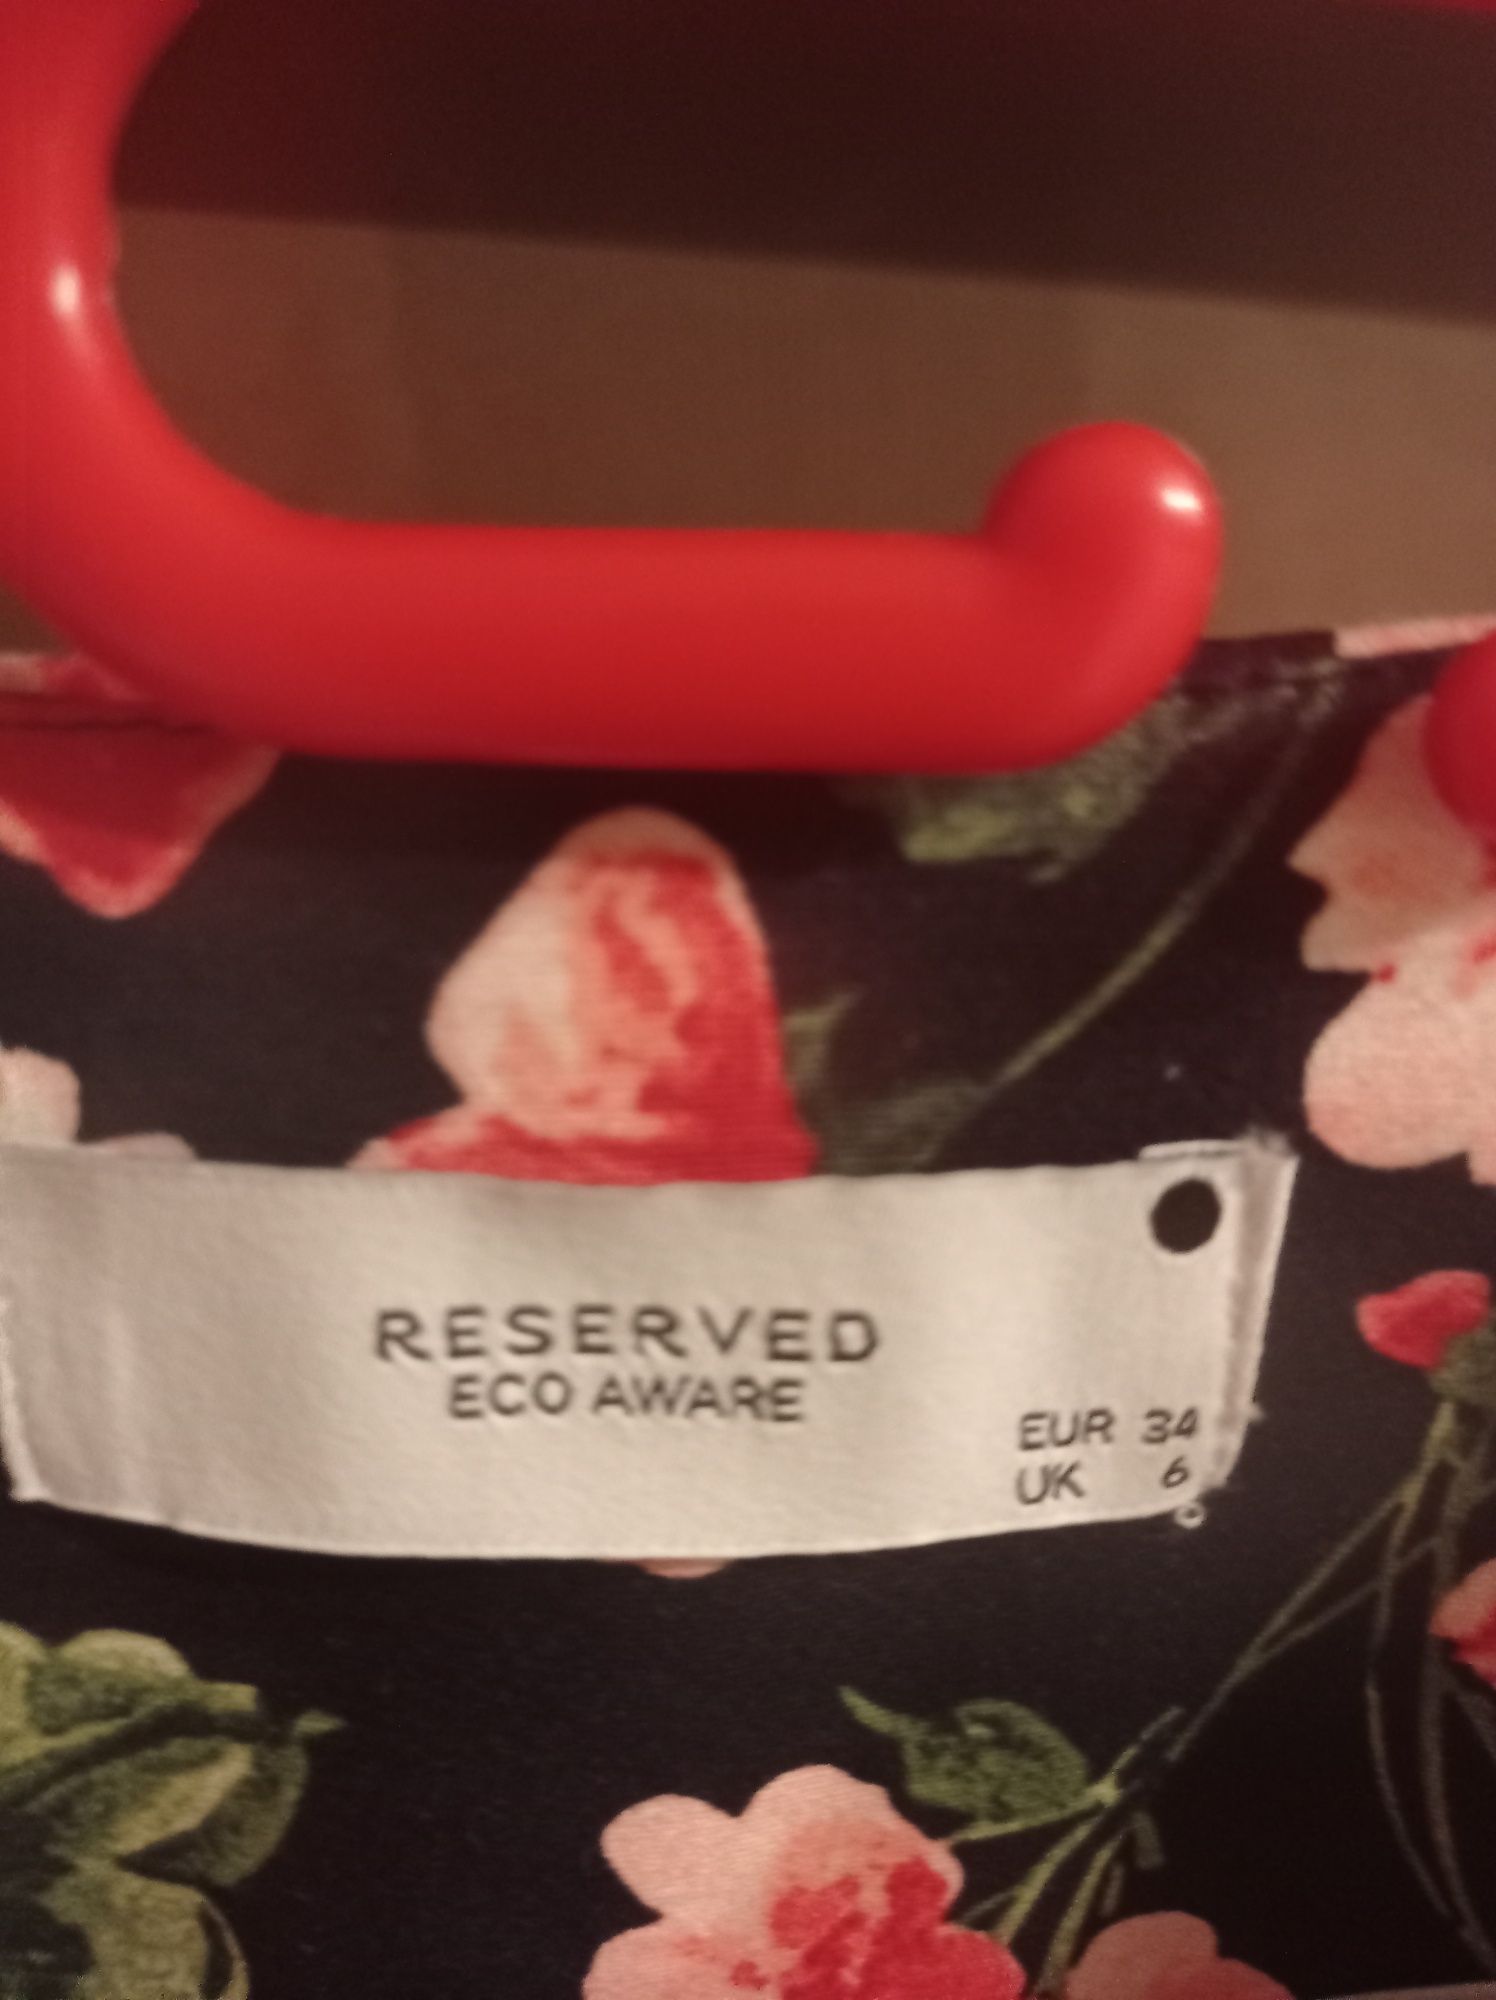 RESERVED
ECO AWARE
EUR 34
UK 6